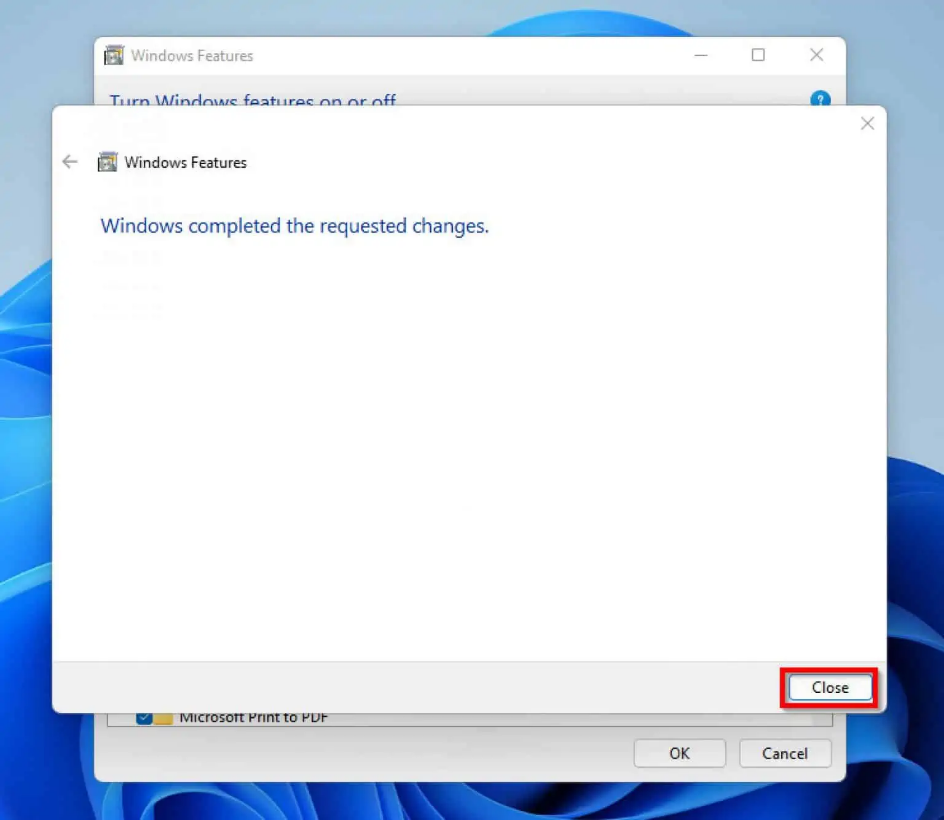 Windows Features
Turn Windows features on or off
?
Windows Features
Windows completed the requested changes.
Close
Microsoft Print to PDF
OK
Cancel